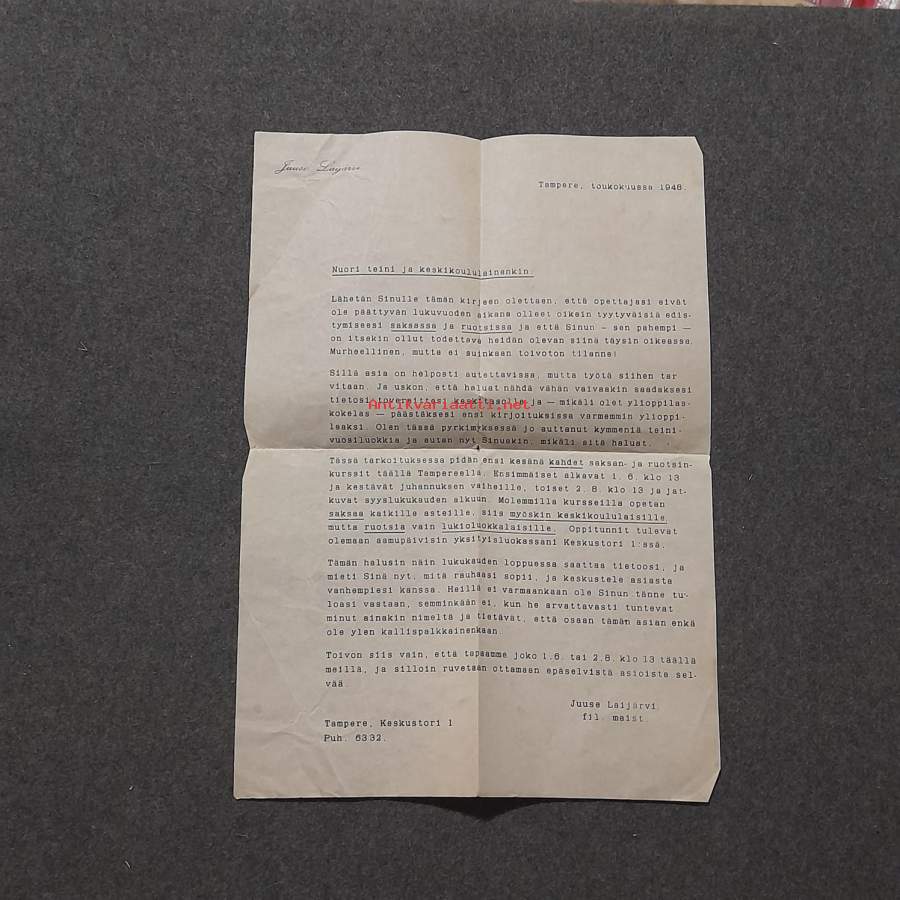 Juuse Laijärvi
Tampere, toukokuussa 1948.
Nuori teini ja keskikoululainenkin.
Lähetän Sinulle tämän kirjeen olettaen, että opettajasi eivät
ole päättyvän lukuvuoden aikana olleet oikein tyytyväisiä edis-
tymiseesi saksassa ja ruotsissa ja että Sinun — sen pahempi —
on itsekin ollut todettava heidän olevan siinä täysin oikeassa.
Murheellinen, mutta ei suinkaan toivoton tilanne!
Sillä asia on helposti autettavissa, mutta työtä siihen tar
vitaan. Ja uskon, että haluat nähdä vähän vaivaakin saadaksesi
tietosi tovereittesi keskitasolle ja — mikäli olet ylioppilas-
kokelas — päästäksesi ensi kirjoituksissa varmemmin ylioppi-
laaksi. Olen tässä pyrkimyksessä jo auttanut kymmeniä teini-
vuosiluokkia ja autan nyt Sinuakin, mikäli sitä haluat.
Antikvariaatti.net
Tässä tarkoituksessa pidän ensi kesänä kahdet saksan- ja ruotsin-
kurssit täällä Tampereella. Ensimmäiset alkavat 1.6. klo 13
ja kestävät juhannuksen vaiheille, toiset 2.8. klo 13 ja jat-
kuvat syyslukukauden alkuun. Molemmilla kursseilla opetan
saksaa kaikille asteille, siis myöskin keskikoululaisille,
mutta ruotsia vain lukioluokkalaisille. Oppitunnit tulevat
olemaan aamupäivisin yksityisluokassani Keskustori 1:ssä.
Tämän halusin näin lukukauden loppuessa saattaa tietoosi, ja
mieti Sinä nyt, mitä rauhaasi sopii, ja keskustele asiasta
vanhempiesi kanssa. Heillä ei varmaankaan ole Sinun tänne tu-
loasi vastaan, semminkään ei, kun he arvattavasti tuntevat
minut ainakin nimeltä ja tietävät, että osaan tämän asian enkä
ole ylen kallispalkkainenkaan.
Toivon siis vain, että tapaamme joko 1.6. tai 2.8. klo 13 täällä
meillä, ja silloin ruvetaan ottamaan epäselvistä asioista sel-
vää.
Juuse Laijärvi
fil. maist.
Tampere, Keskustori 1
Puh. 6332.